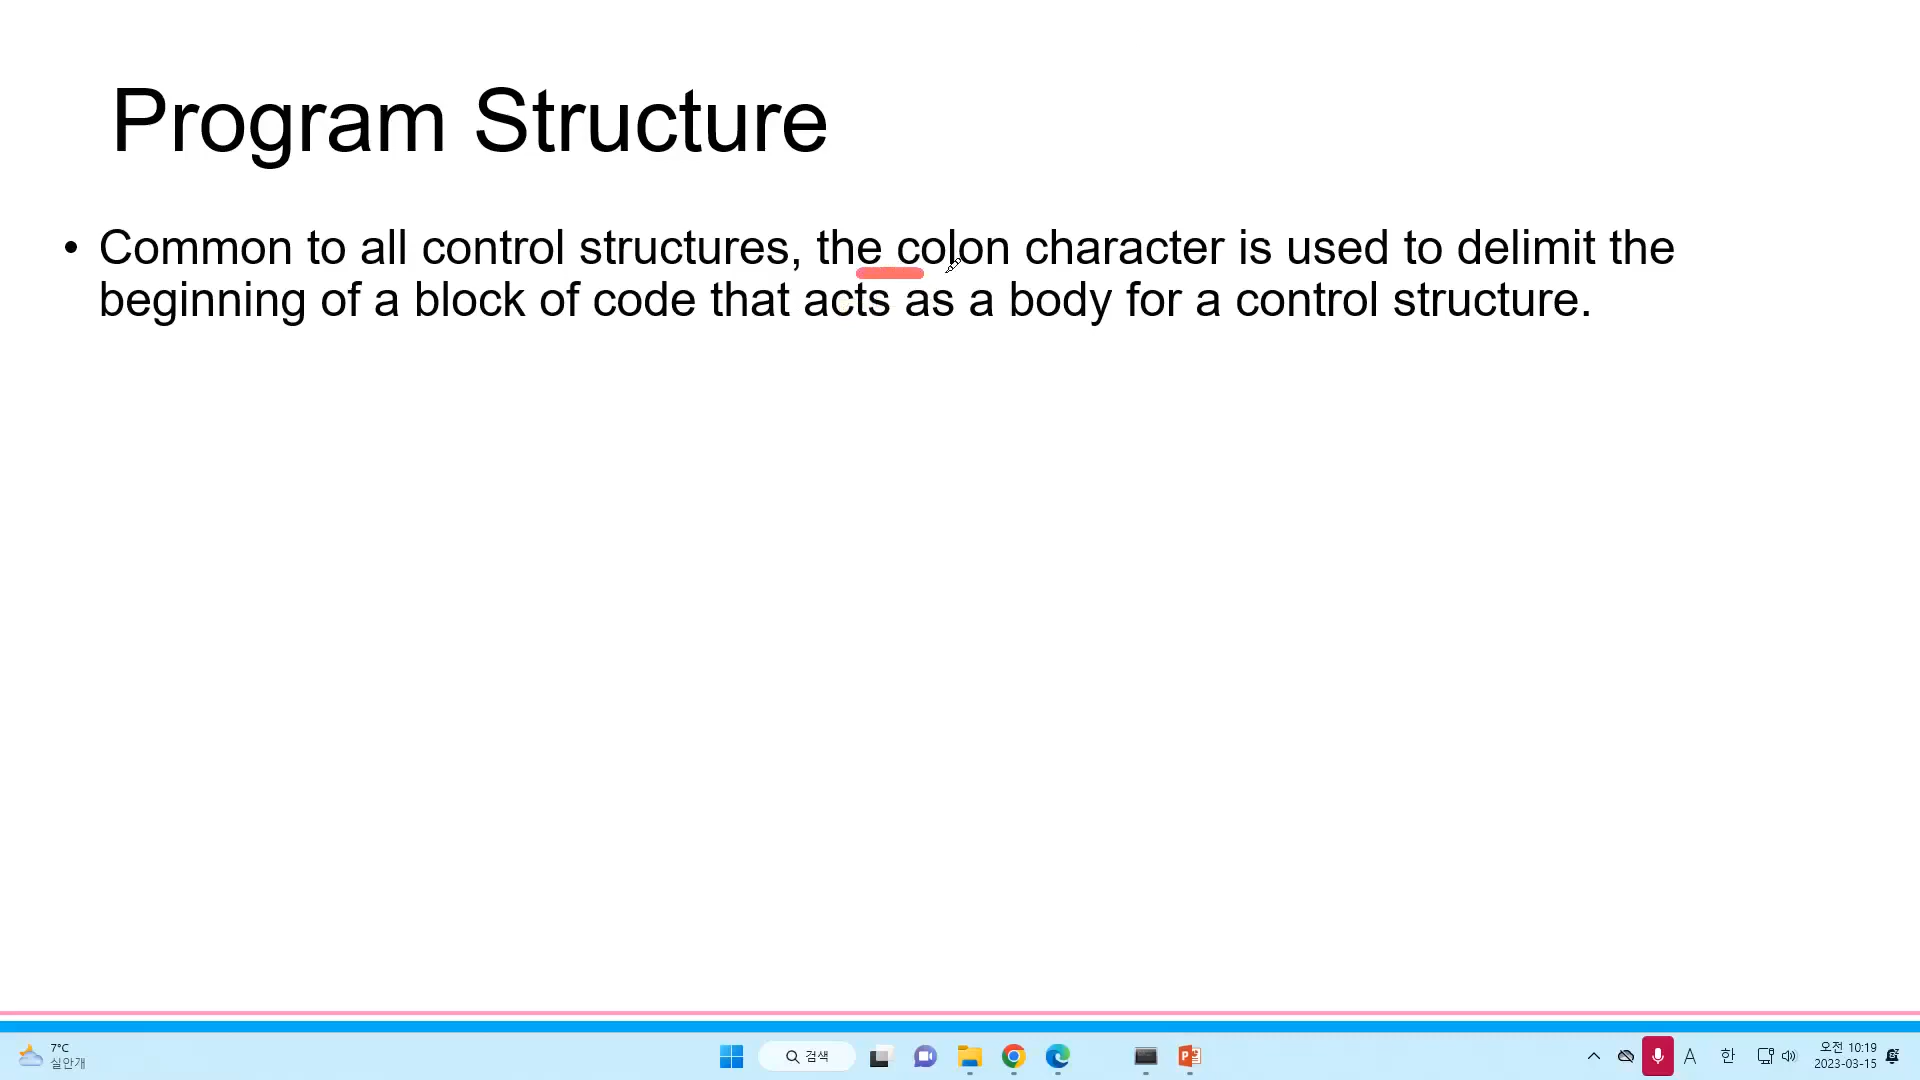 Program Structure
• Common to all control structures, the colon character is used to delimit the
beginning of a block of code that acts as a body for a control structure.
7°C
실안개
검색
A
한
오전 10:19
2023-03-15